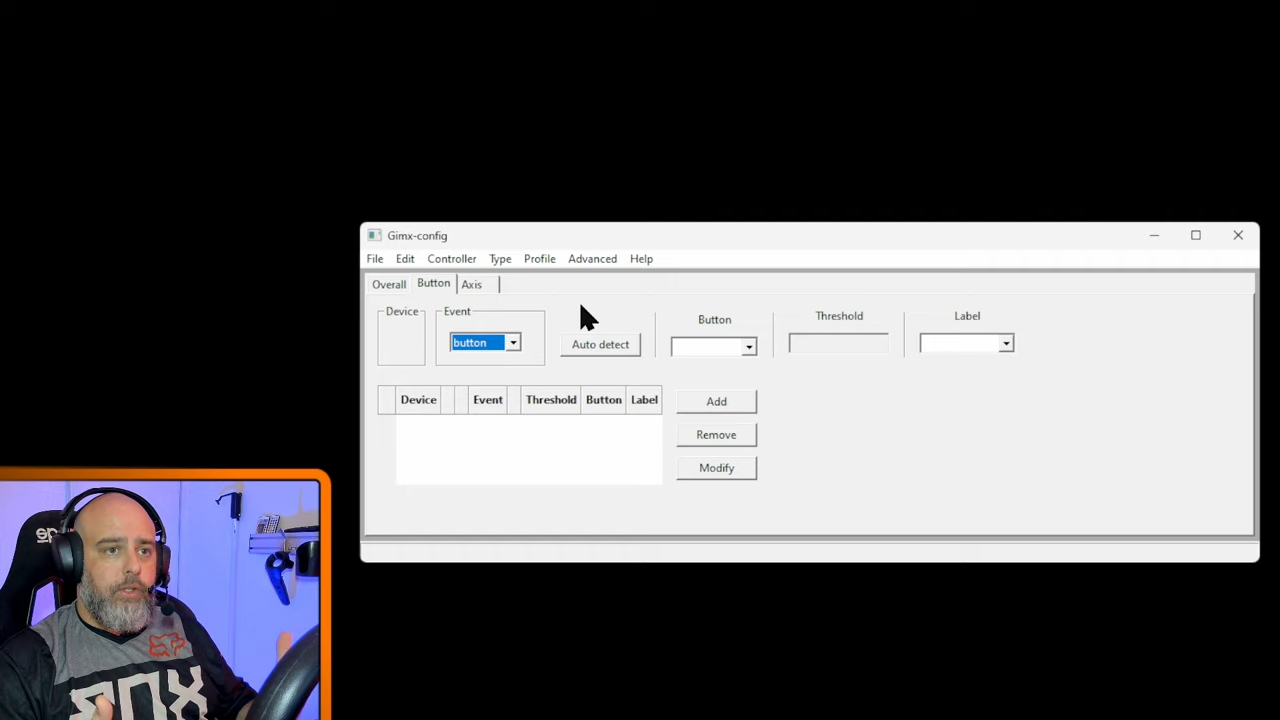 Gimx-config
File Edit Controller Type Profile Advanced Help
Overall Button Axis
Device Event Button Threshold Label
button Auto detect
Device Event Threshold Button Label
Add
Remove
Modify
FOX